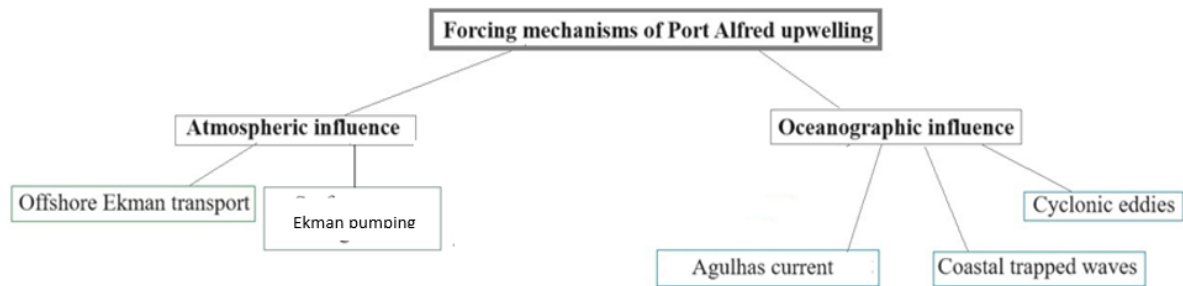 Forcing mechanisms of Port Alfred upwelling
Atmospheric influence
Oceanographic influence
Offshore Ekman transport
Ekman pumping
Cyclonic eddies
Agulhas current
Coastal trapped waves